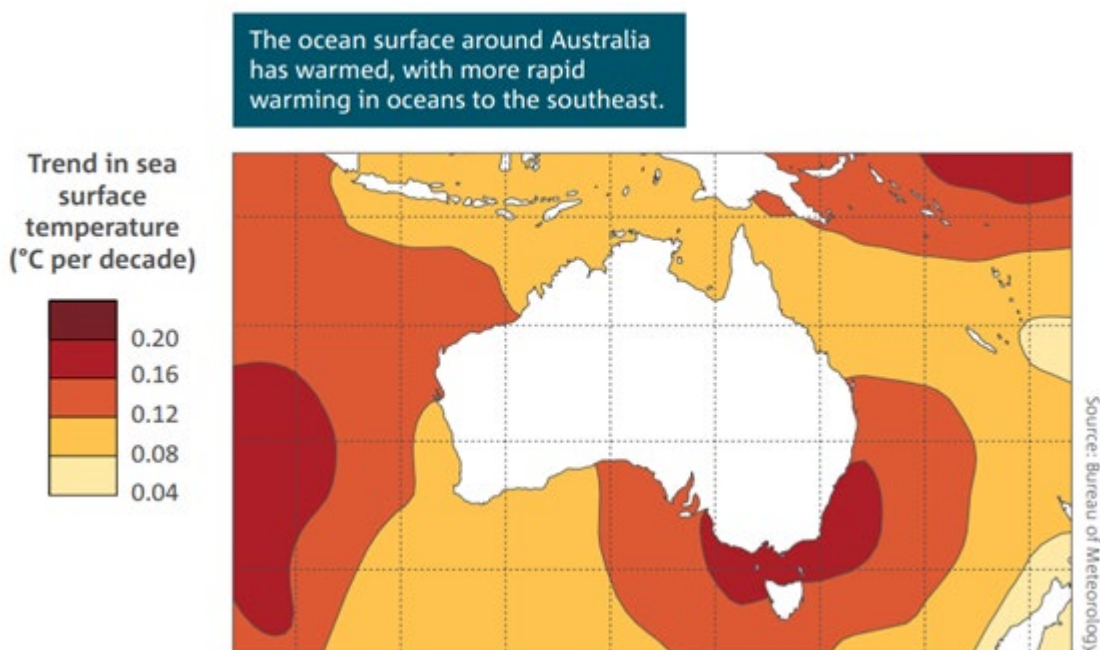 The ocean surface around Australia
has warmed, with more rapid
warming in oceans to the southeast.
Trend in sea
surface
temperature
(°C per decade)
0.20
0.16
0.12
0.08
0.04
Source: Bureau of Meteorology